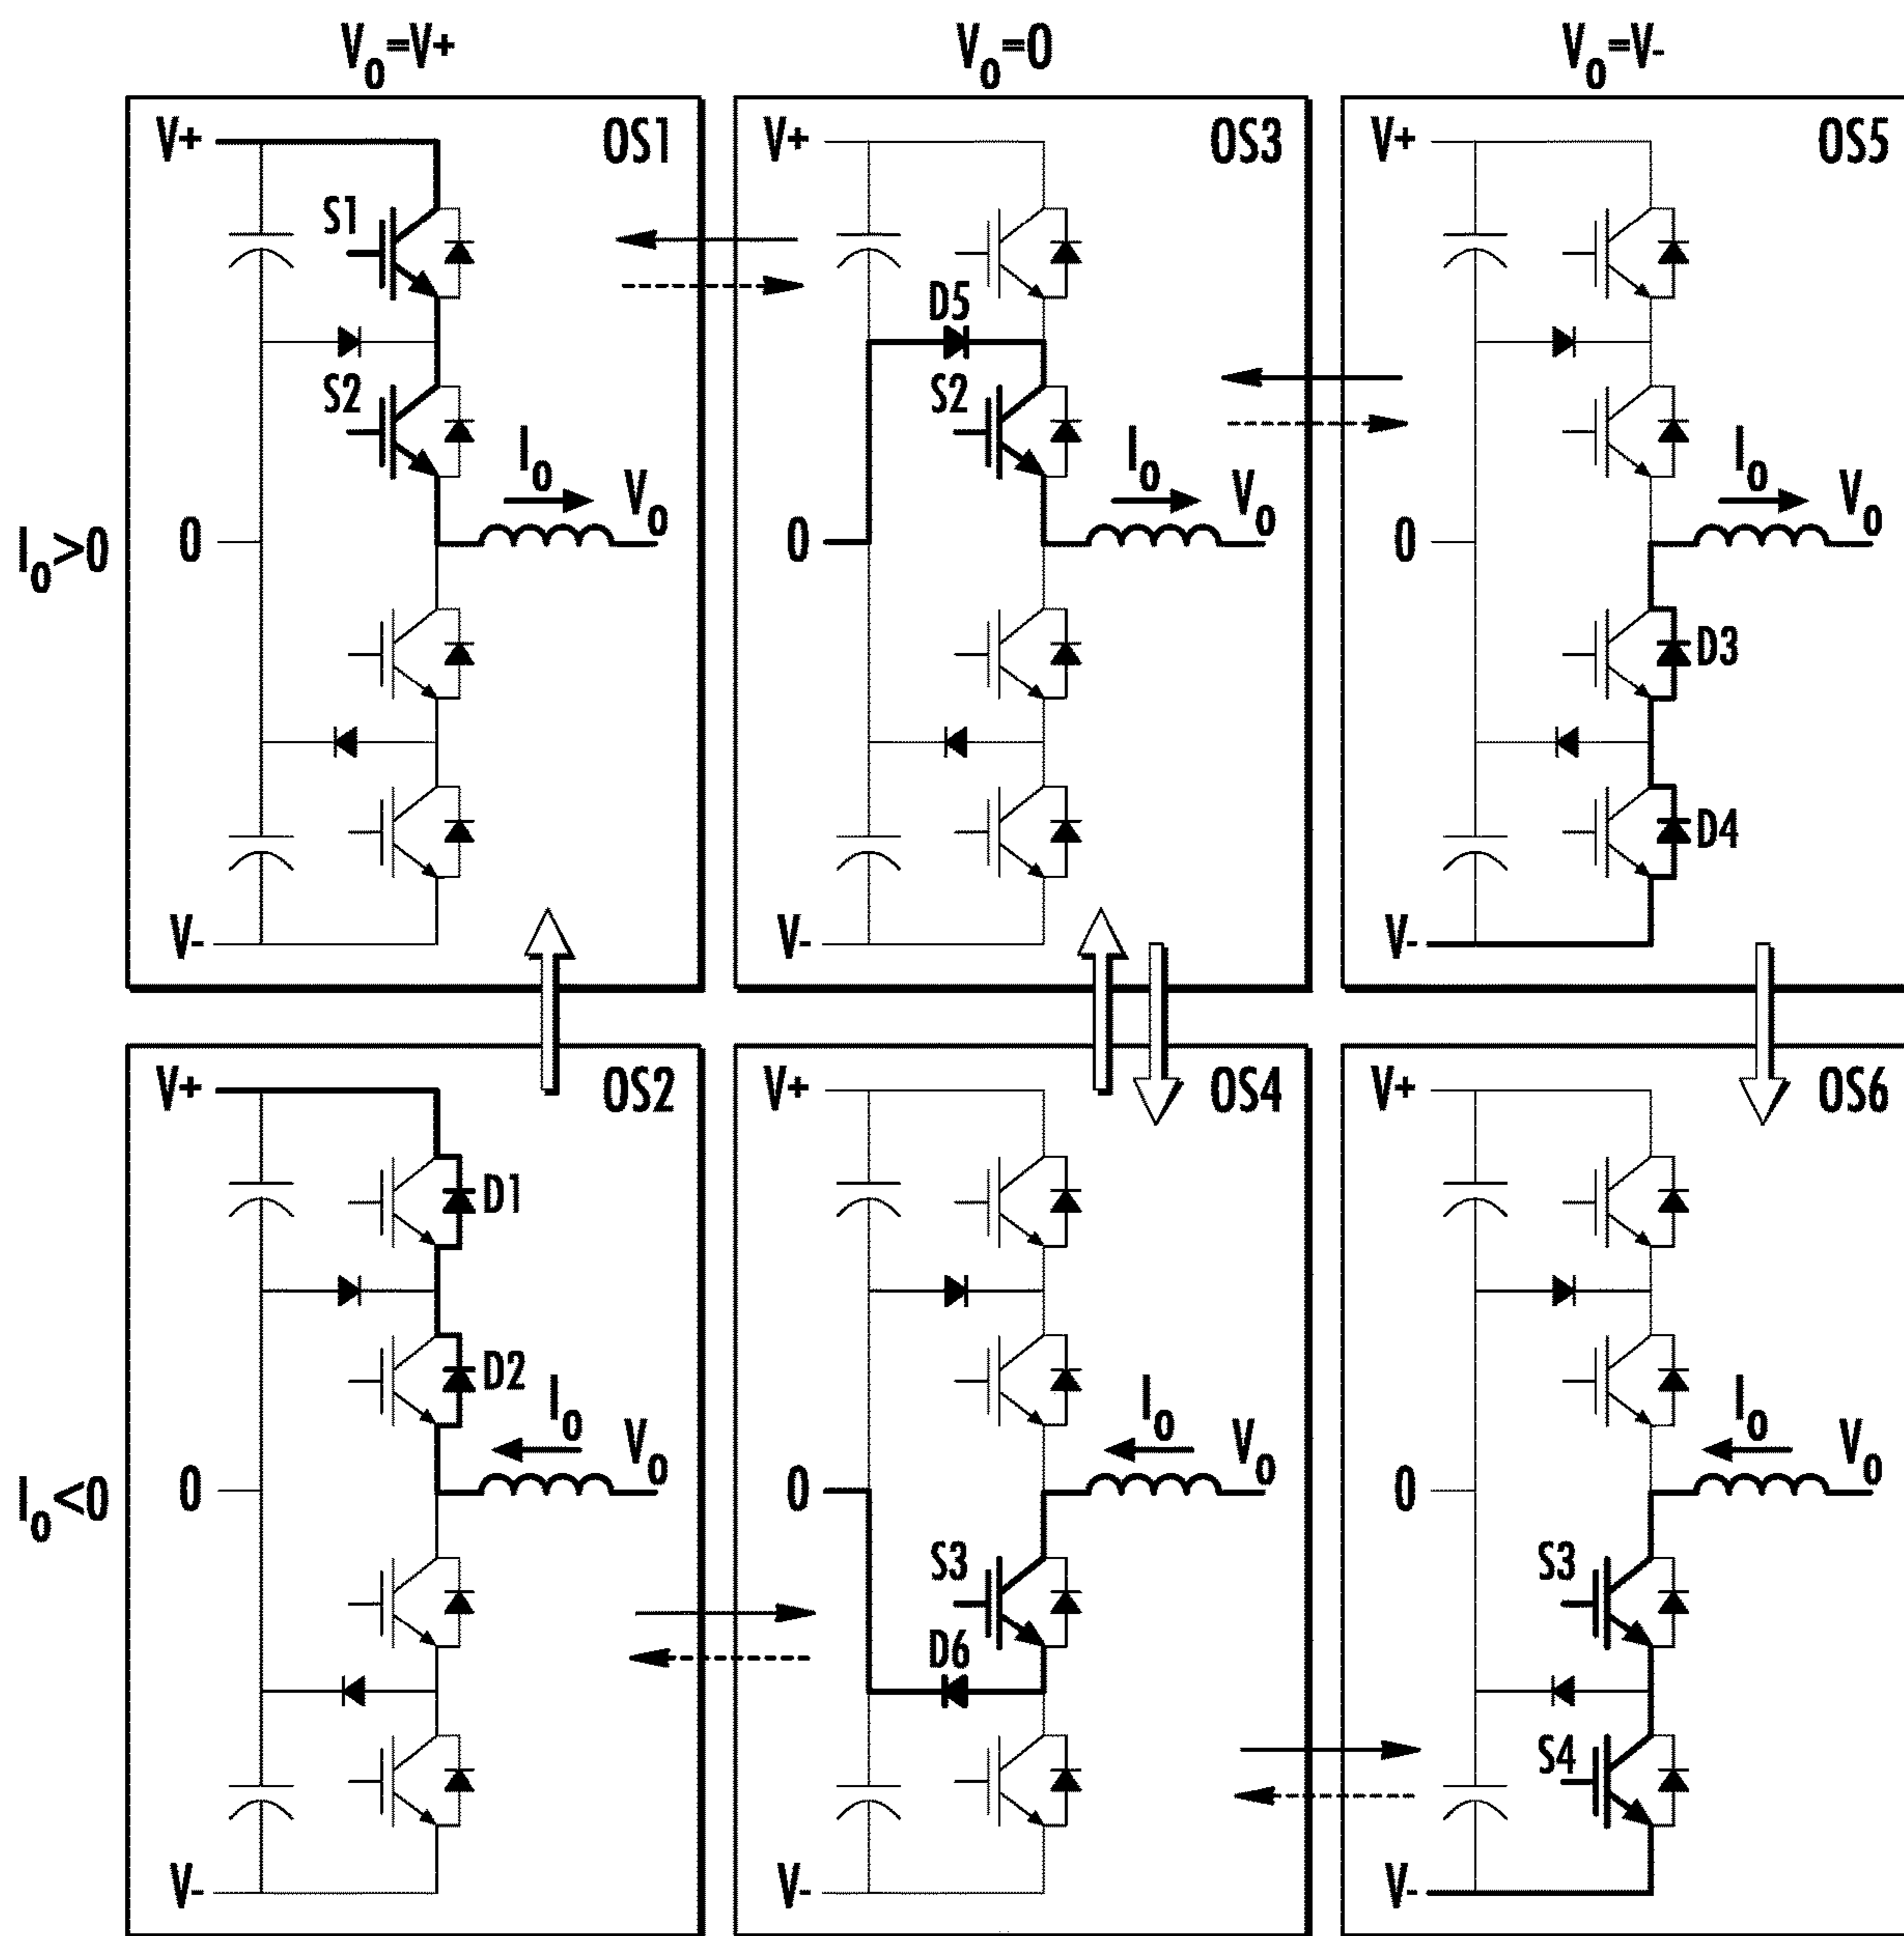 V0=V+
V0=0
V0=V-
I0>0
V+
OS1
S1
S2
I0
V0
0
V-
V+
OS3
D5
S2
I0
V0
0
V-
V+
OS5
I0
V0
0
D3
D4
V-
I0<0
V+
OS2
D1
D2
I0
V0
0
V-
V+
OS4
I0
V0
0
S3
D6
V-
V+
OS6
I0
V0
0
S3
S4
V-